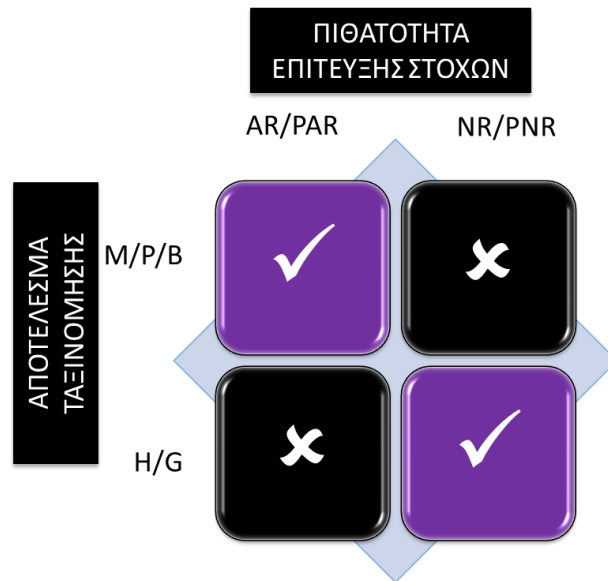 ΠΙΘΑΤΟΤΗΤΑ
ΕΠΙΤΕΥΞΗΣ ΣΤΟΧΩΝ
AR/PAR
NR/PNR
ΑΠΟΤΕΛΕΣΜΑ
ΤΑΞΙΝΟΜΗΣΗΣ
M/P/B
H/G